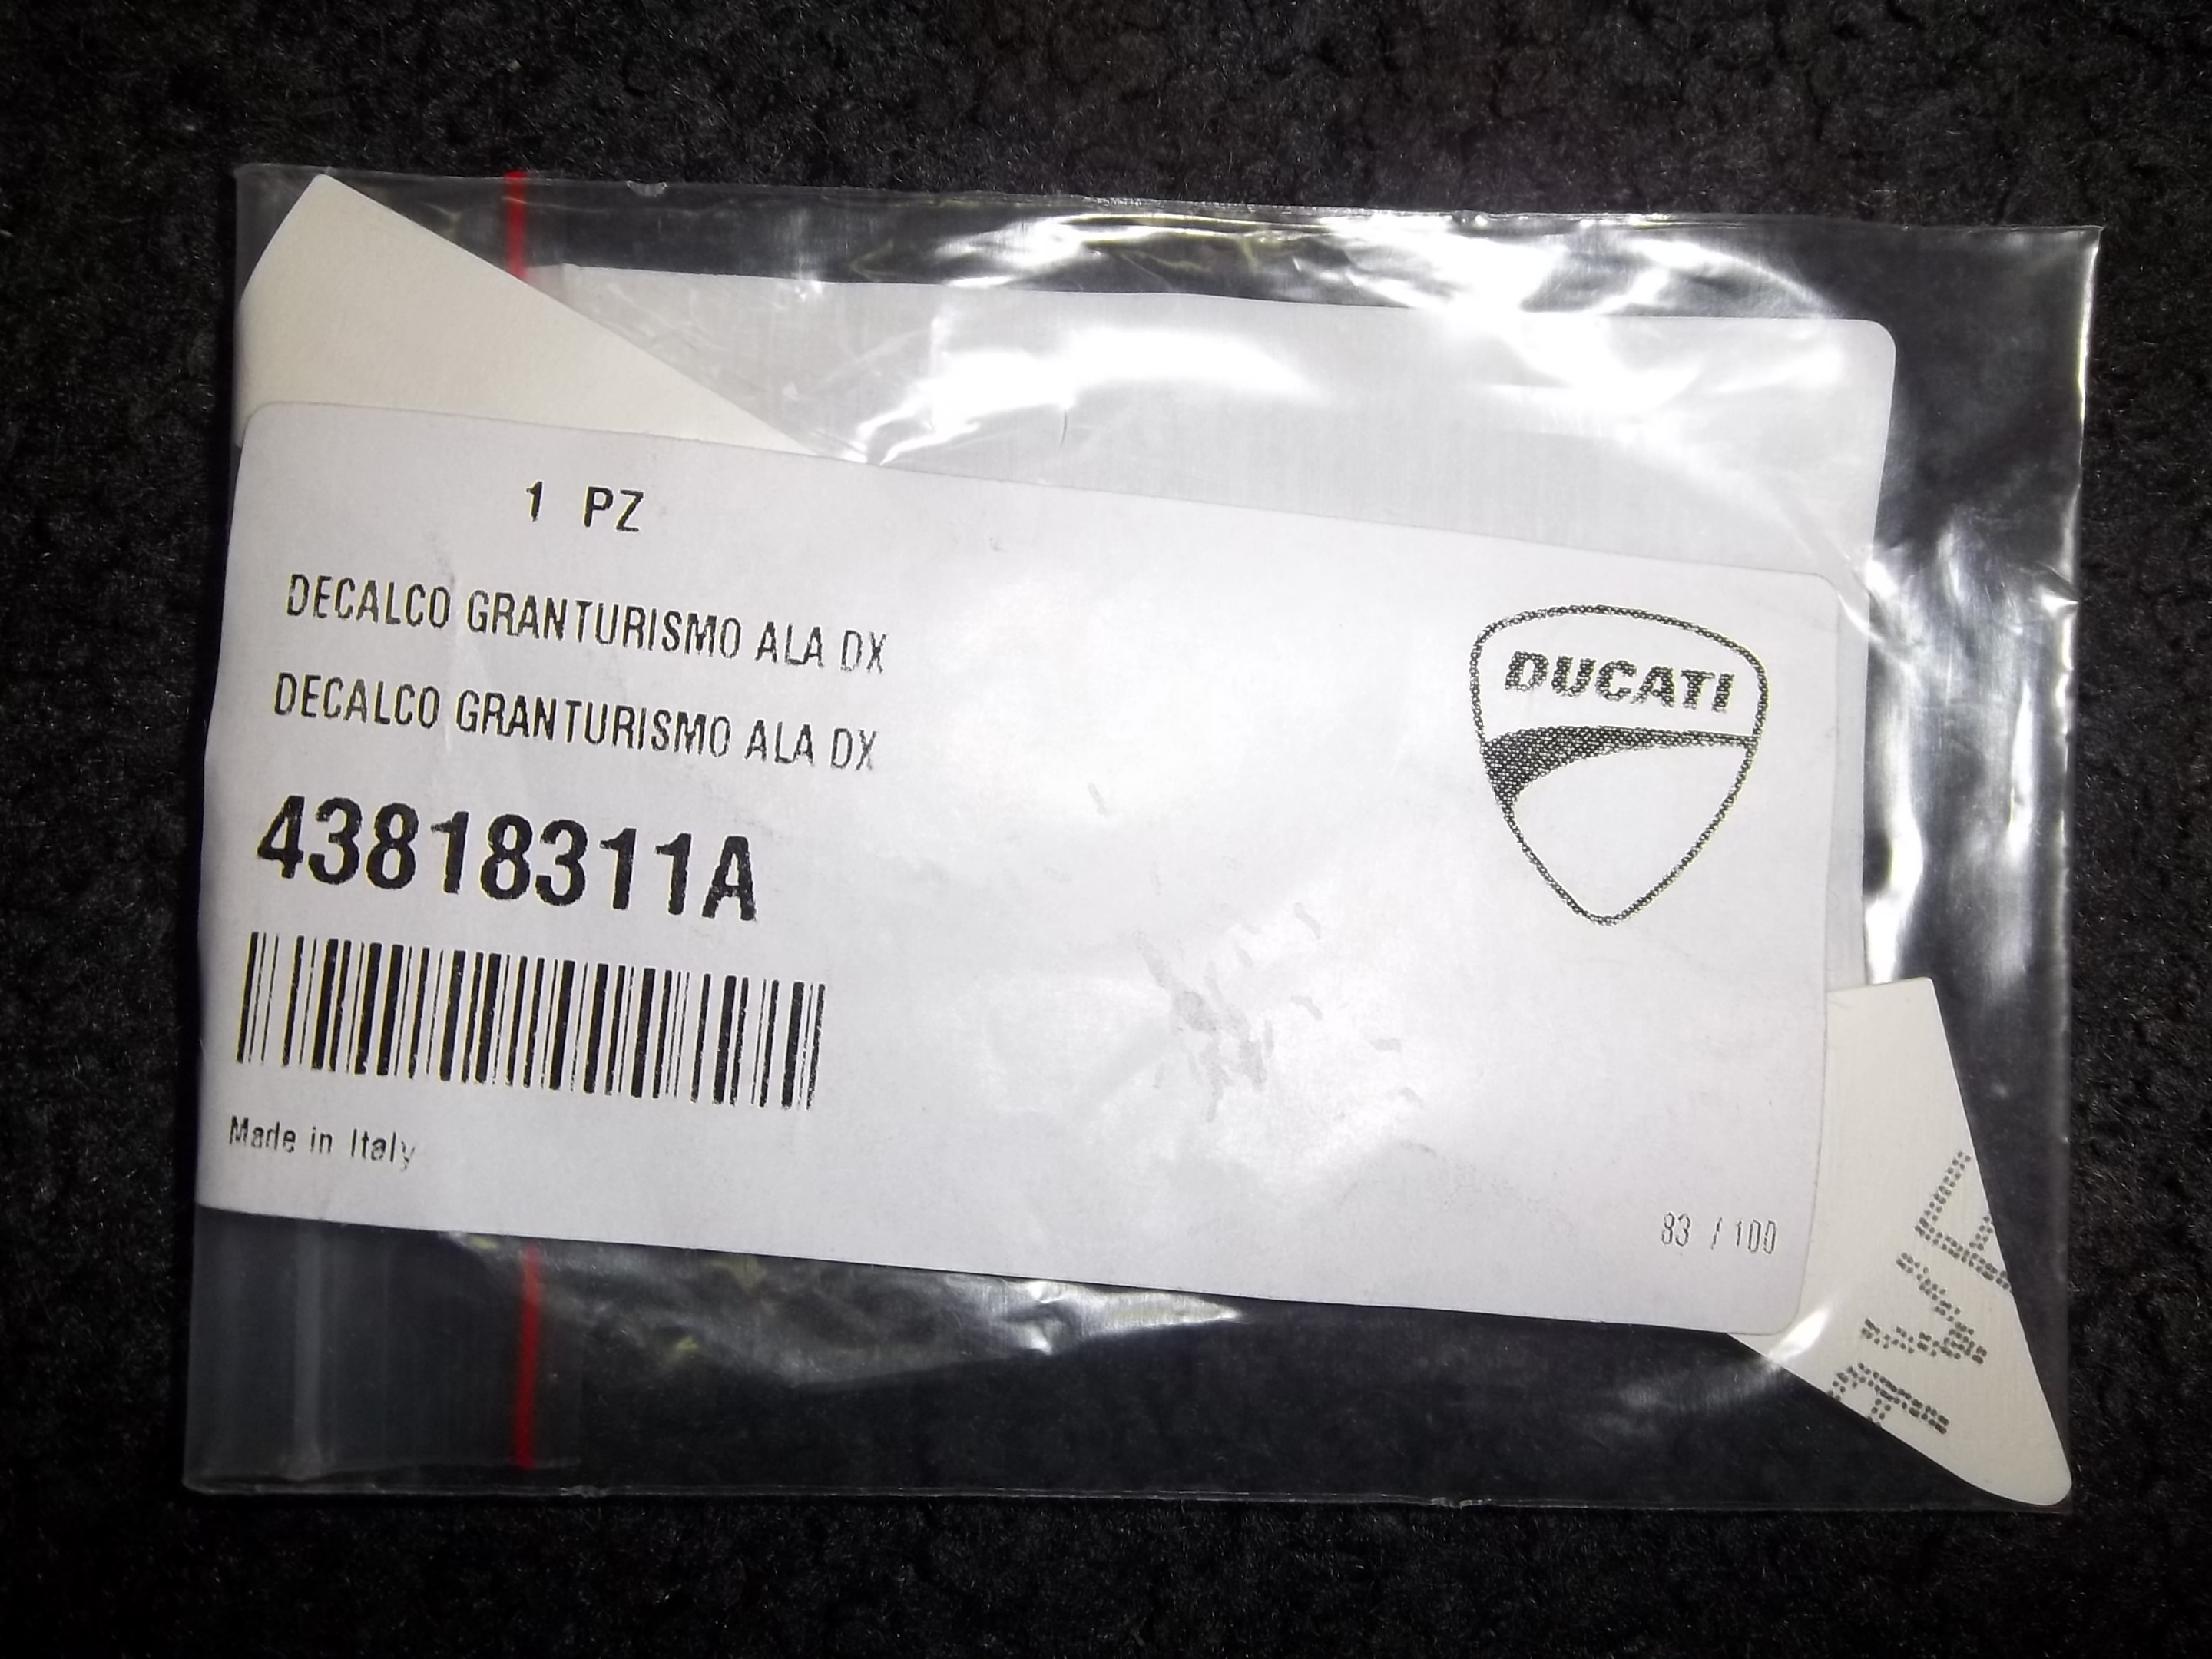 1 PZ
DECALCO GRANTURISMO ALA DX
DECALCO GRANTURISMO ALA DX
43818311A
Made in Italy
DUCATI
83 / 100